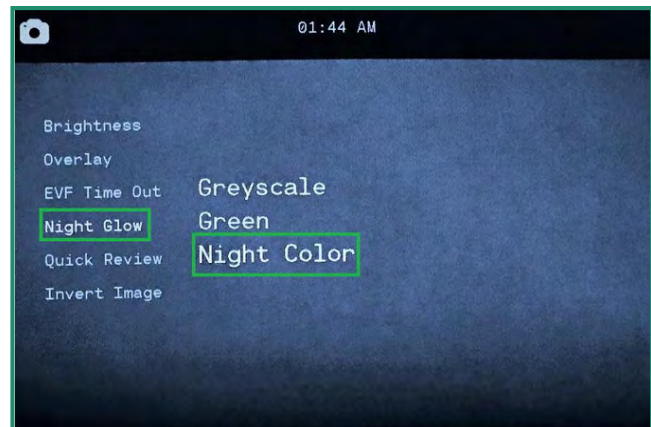 01:44 AM
Brightness
Overlay
EVF Time Out
Night Glow
Quick Review
Invert Image
Greyscale
Green
Night Color